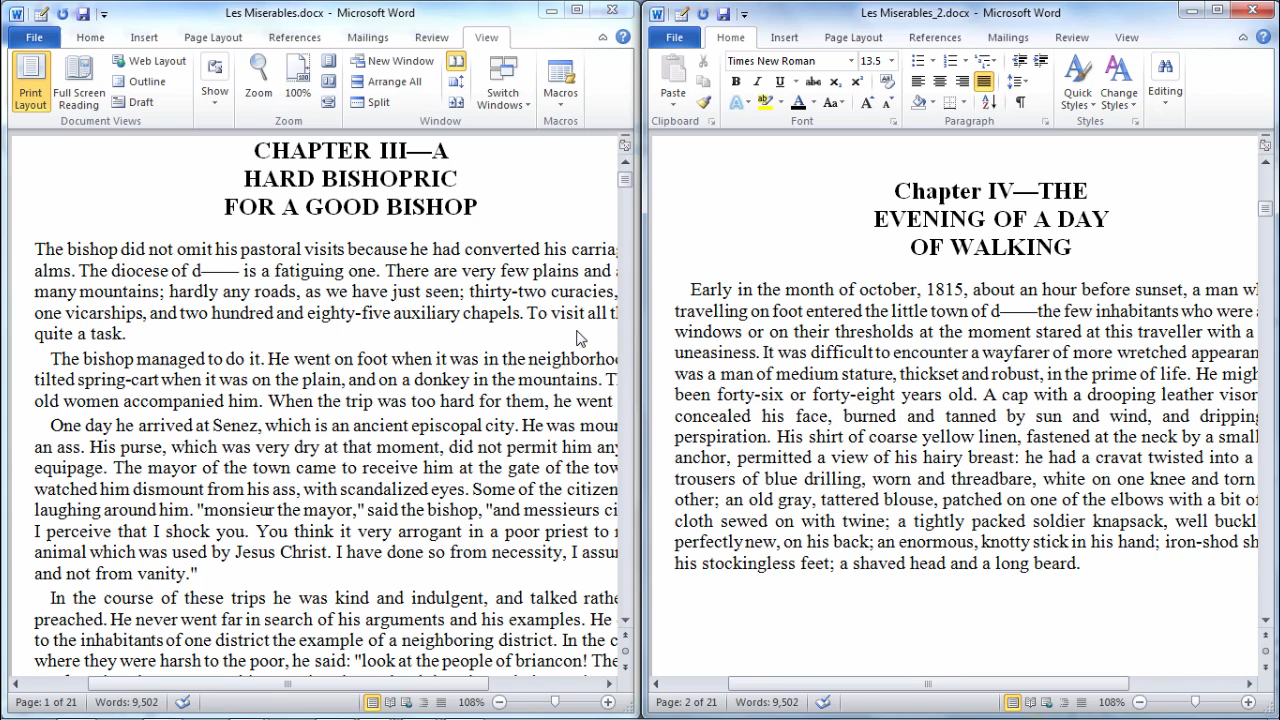 Les Miserables.docx - Microsoft Word
File Home Insert Page Layout References Mailings Review View
Print Layout
Full Screen Reading
Web Layout
Outline
Draft
Document Views
Show
Zoom
100%
Zoom
New Window
Arrange All
Split
Switch Windows
Window
Macros
Macros
CHAPTER III—A
HARD BISHOPRIC
FOR A GOOD BISHOP
The bishop did not omit his pastoral visits because he had converted his carria
alms. The diocese of d—— is a fatiguing one. There are very few plains and
many mountains; hardly any roads, as we have just seen; thirty-two curacies,
one vicarships, and two hundred and eighty-five auxiliary chapels. To visit all t
quite a task.
The bishop managed to do it. He went on foot when it was in the neighborho
tilted spring-cart when it was on the plain, and on a donkey in the mountains. T
old women accompanied him. When the trip was too hard for them, he went
One day he arrived at Senez, which is an ancient episcopal city. He was mou
an ass. His purse, which was very dry at that moment, did not permit him any
equipage. The mayor of the town came to receive him at the gate of the tow
watched him dismount from his ass, with scandalized eyes. Some of the citizen
laughing around him. "monsieur the mayor," said the bishop, "and messieurs ci
I perceive that I shock you. You think it very arrogant in a poor priest to
animal which was used by Jesus Christ. I have done so from necessity, I assu
and not from vanity."
In the course of these trips he was kind and indulgent, and talked rathe
preached. He never went far in search of his arguments and his examples. He
to the inhabitants of one district the example of a neighboring district. In the c
where they were harsh to the poor, he said: "look at the people of briancon! The
Page: 1 of 21 Words: 9,502 108%
Les Miserables_2.docx - Microsoft Word
File Home Insert Page Layout References Mailings Review View
Paste
Clipboard
Times New Roman 13.5
B I U abc x₂ x²
Aa A A
Font
Paragraph
Quick Styles
Change Styles
Styles
Editing
Chapter IV—THE
EVENING OF A DAY
OF WALKING
Early in the month of october, 1815, about an hour before sunset, a man w
travelling on foot entered the little town of d——the few inhabitants who were
windows or on their thresholds at the moment stared at this traveller with a
uneasiness. It was difficult to encounter a wayfarer of more wretched appearan
was a man of medium stature, thickset and robust, in the prime of life. He migh
been forty-six or forty-eight years old. A cap with a drooping leather visor
concealed his face, burned and tanned by sun and wind, and dripping
perspiration. His shirt of coarse yellow linen, fastened at the neck by a small
anchor, permitted a view of his hairy breast: he had a cravat twisted into a
trousers of blue drilling, worn and threadbare, white on one knee and torn
other; an old gray, tattered blouse, patched on one of the elbows with a bit of
cloth sewed on with twine; a tightly packed soldier knapsack, well buckl
perfectly new, on his back; an enormous, knotty stick in his hand; iron-shod sh
his stockingless feet; a shaved head and a long beard.
Page: 2 of 21 Words: 9,502 108%